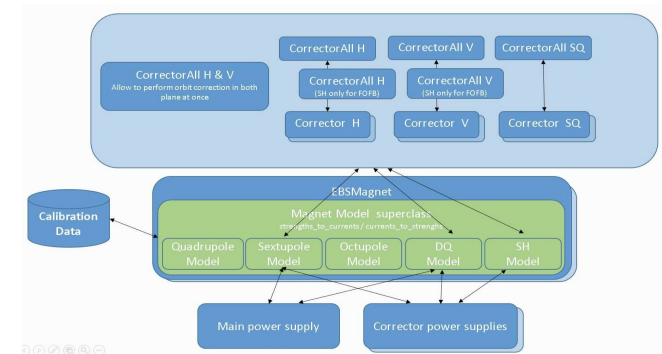 CorrectorAll H
CorrectorAll V
CorrectorAll SQ
CorrectorAll H & V
Allow to perform orbit correction in both
plane at once
CorrectorAll H
(SH only for FOFB)
CorrectorAll V
(SH only for FOFB)
Corrector H
Corrector V
Corrector SQ
EBSMagnet
Magnet Model superclass
strengths_to_currents / currents_to_strengths
Calibration
Data
Quadrupole
Model
Sextupole
Model
Octupole
Model
DQ
Model
SH
Model
Main power supply
Corrector power supplies